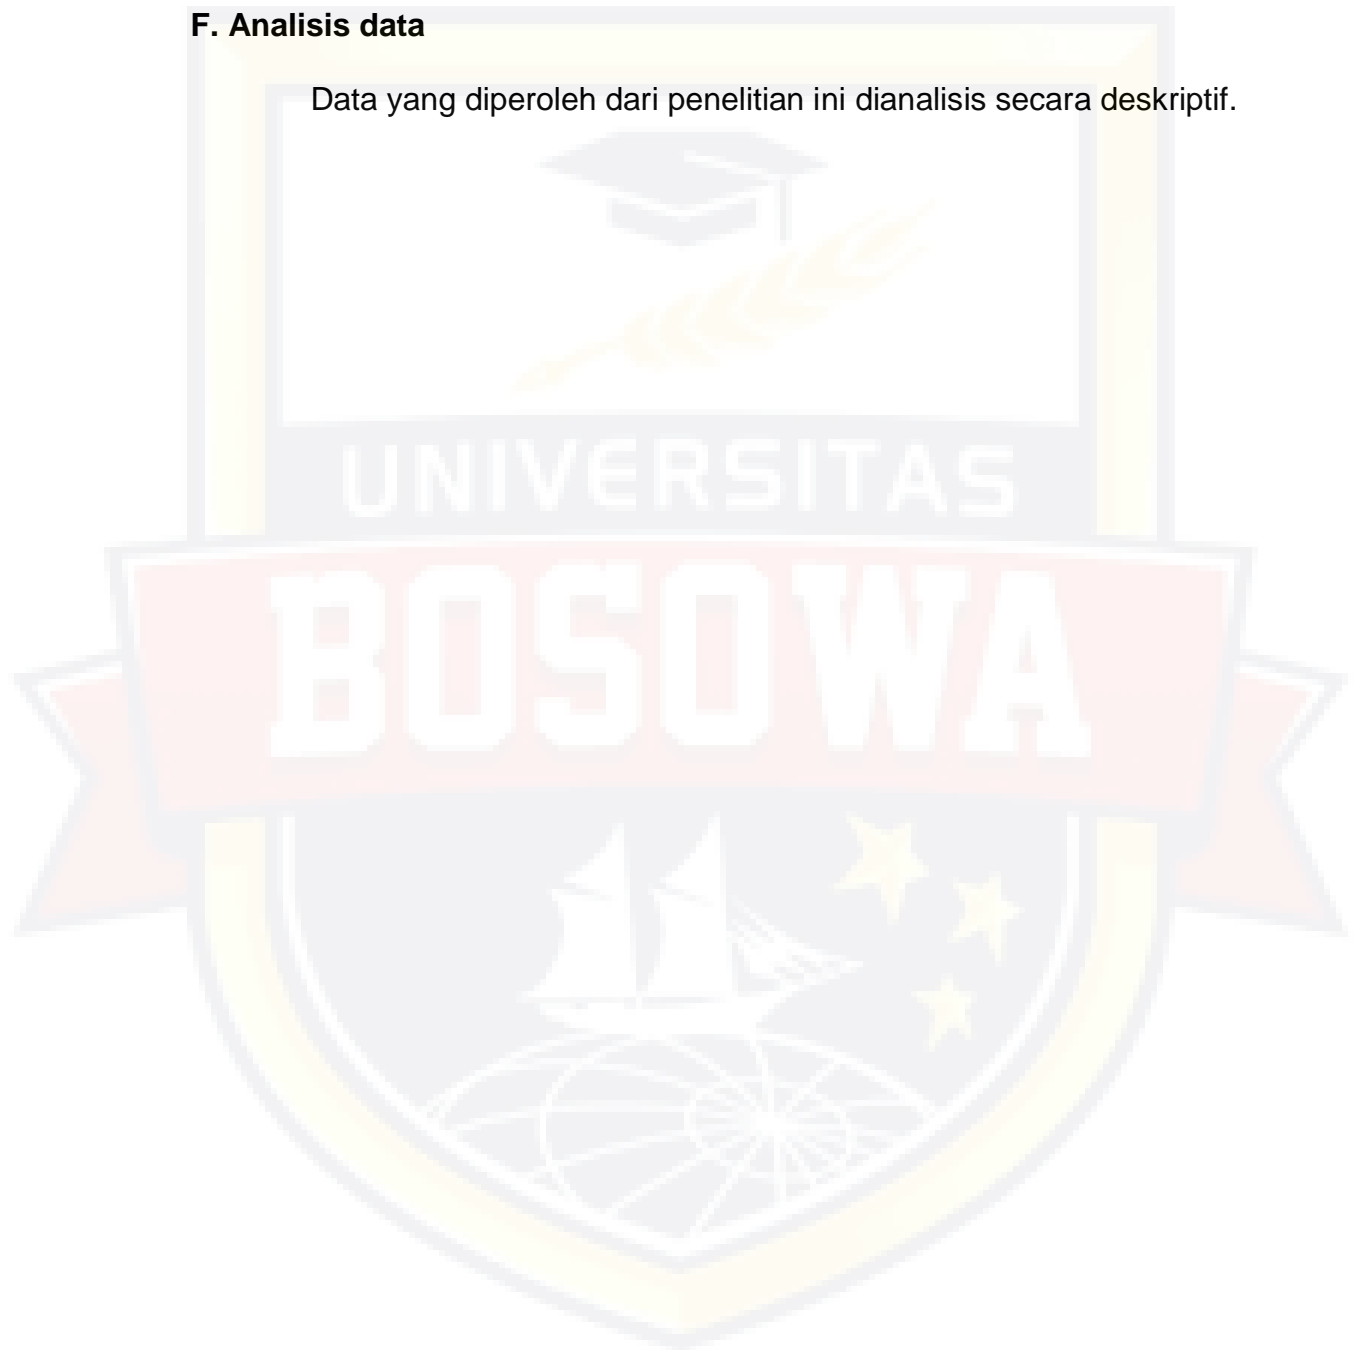 F. Analisis data
Data yang diperoleh dari penelitian ini dianalisis secara deskriptif.
UNIVERSITAS
BOSOWA